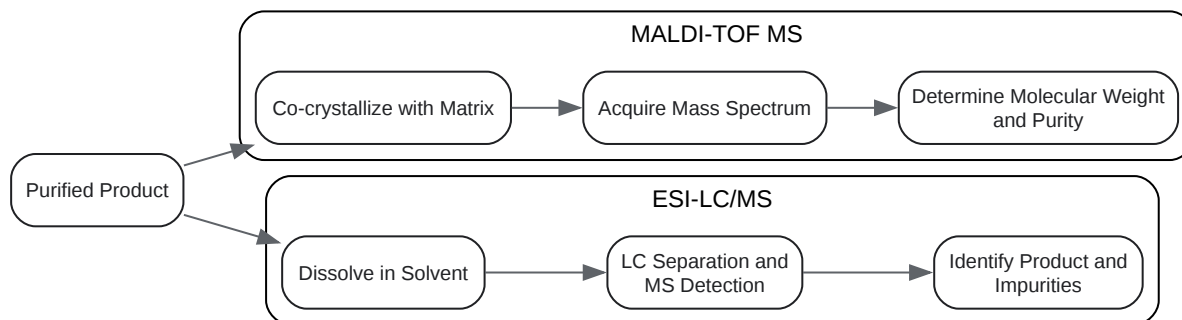 MALDI-TOF MS
Co-crystallize with Matrix
Acquire Mass Spectrum
Determine Molecular Weight
and Purity
Purified Product
ESI-LC/MS
Dissolve in Solvent
LC Separation and
MS Detection
Identify Product and
Impurities